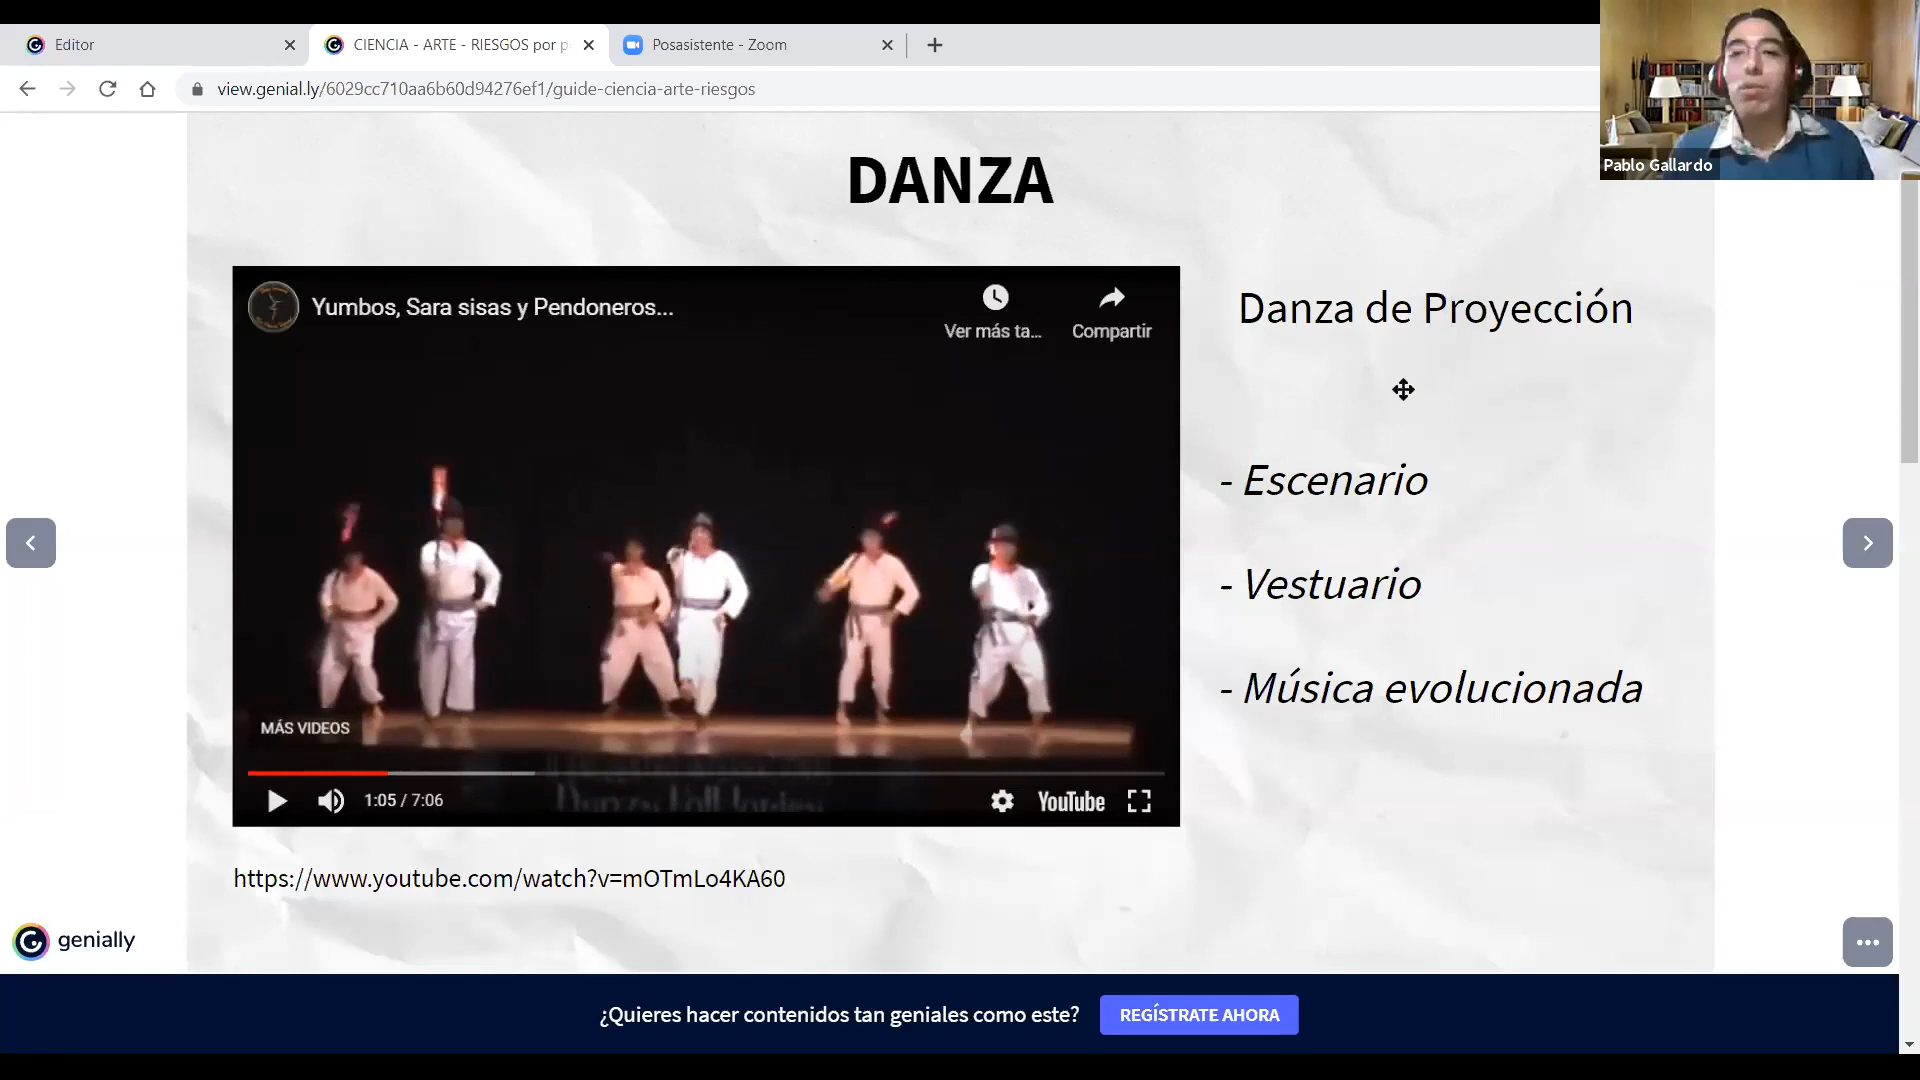 Editor
CIENCIA - ARTE - RIESGOS por p
Posasistente - Zoom
view.genial.ly/6029cc710aa6b60d94276ef1/guide-ciencia-arte-riesgos
Pablo Gallardo
DANZA
Yumbos, Sara sisas y Pendoneros...
Ver más ta...
Compartir
Danza de Proyección
- Escenario
- Vestuario
- Música evolucionada
MÁS VIDEOS
1:05 / 7:06
YouTube
https://www.youtube.com/watch?v=mOTmLo4KA60
genially
¿Quieres hacer contenidos tan geniales como este?
REGÍSTRATE AHORA